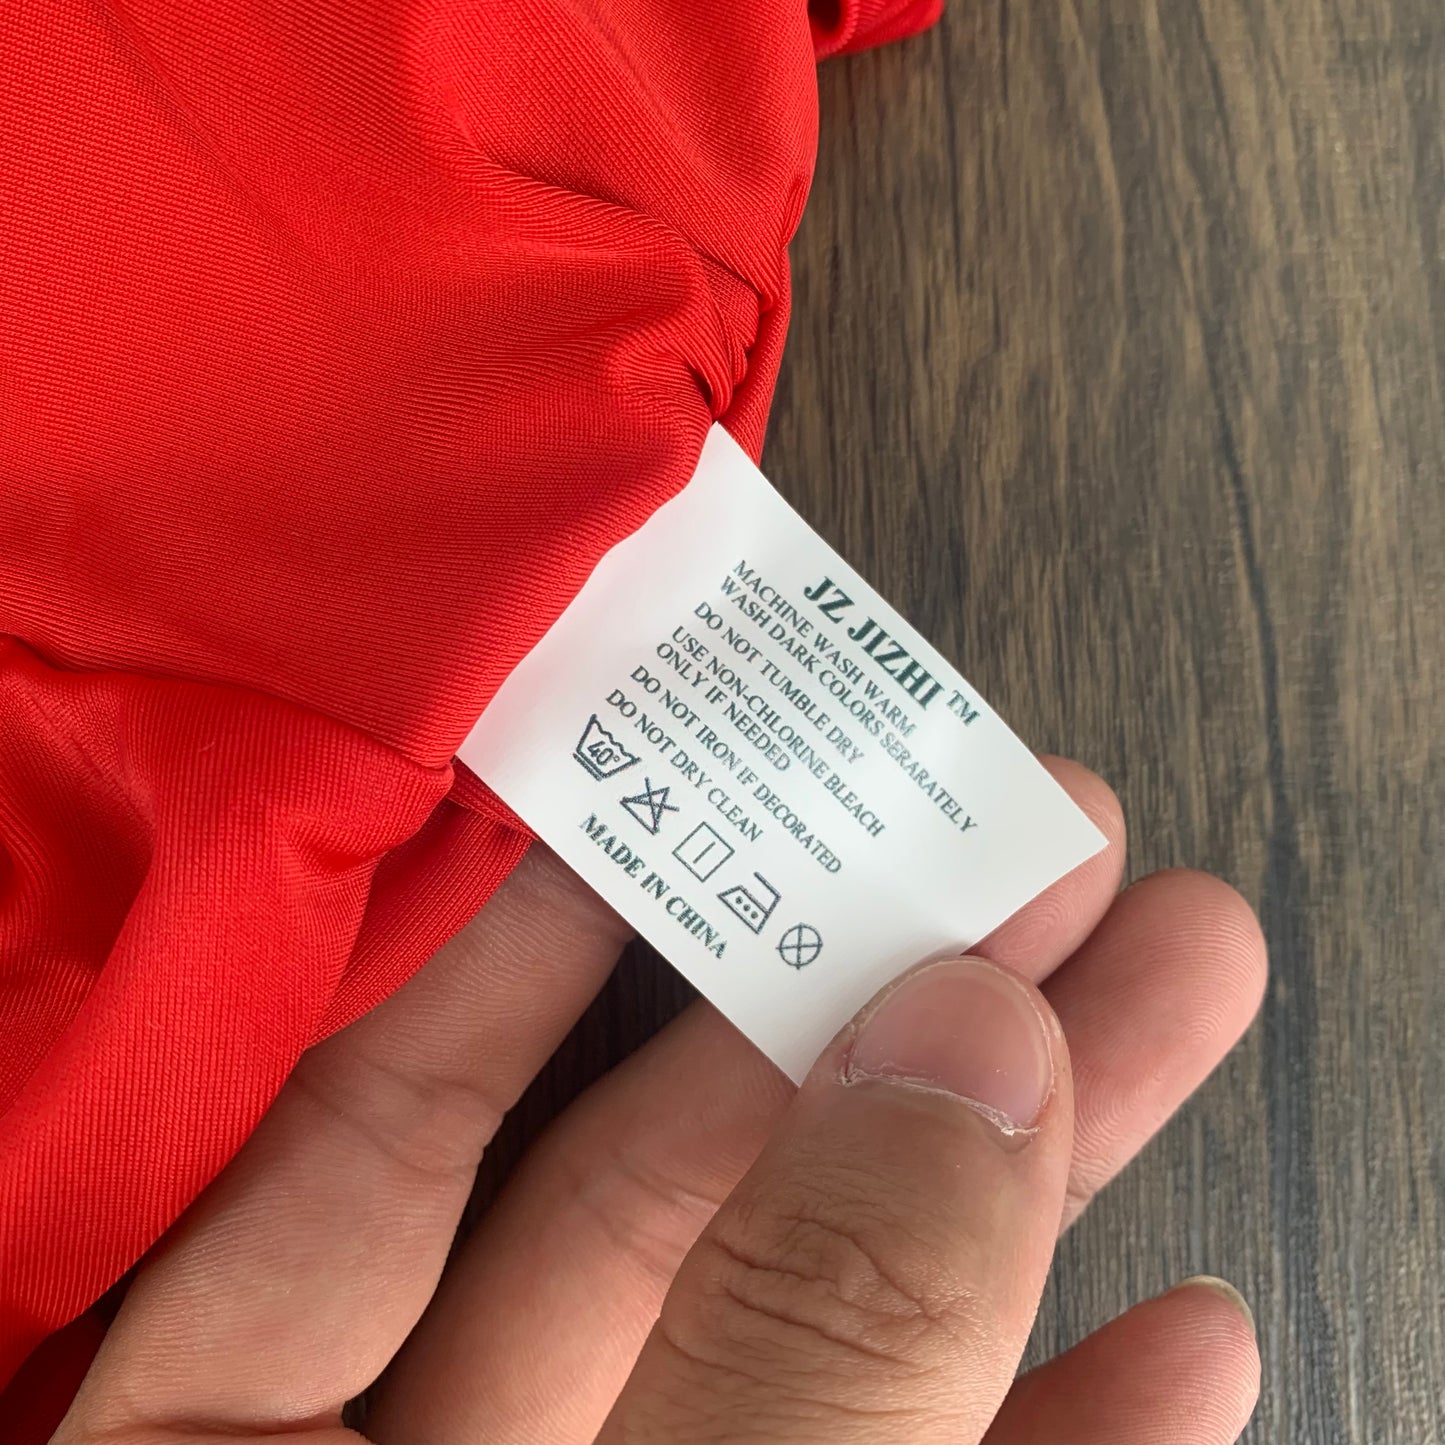 JZ JIZHI ™
MACHINE WASH WARM
WASH DARK COLORS SERARATELY
DO NOT TUMBLE DRY
USE NON-CHLORINE BLEACH
ONLY IF NEEDED
DO NOT IRON IF DECORATED
DO NOT DRY CLEAN
40°
MADE IN CHINA